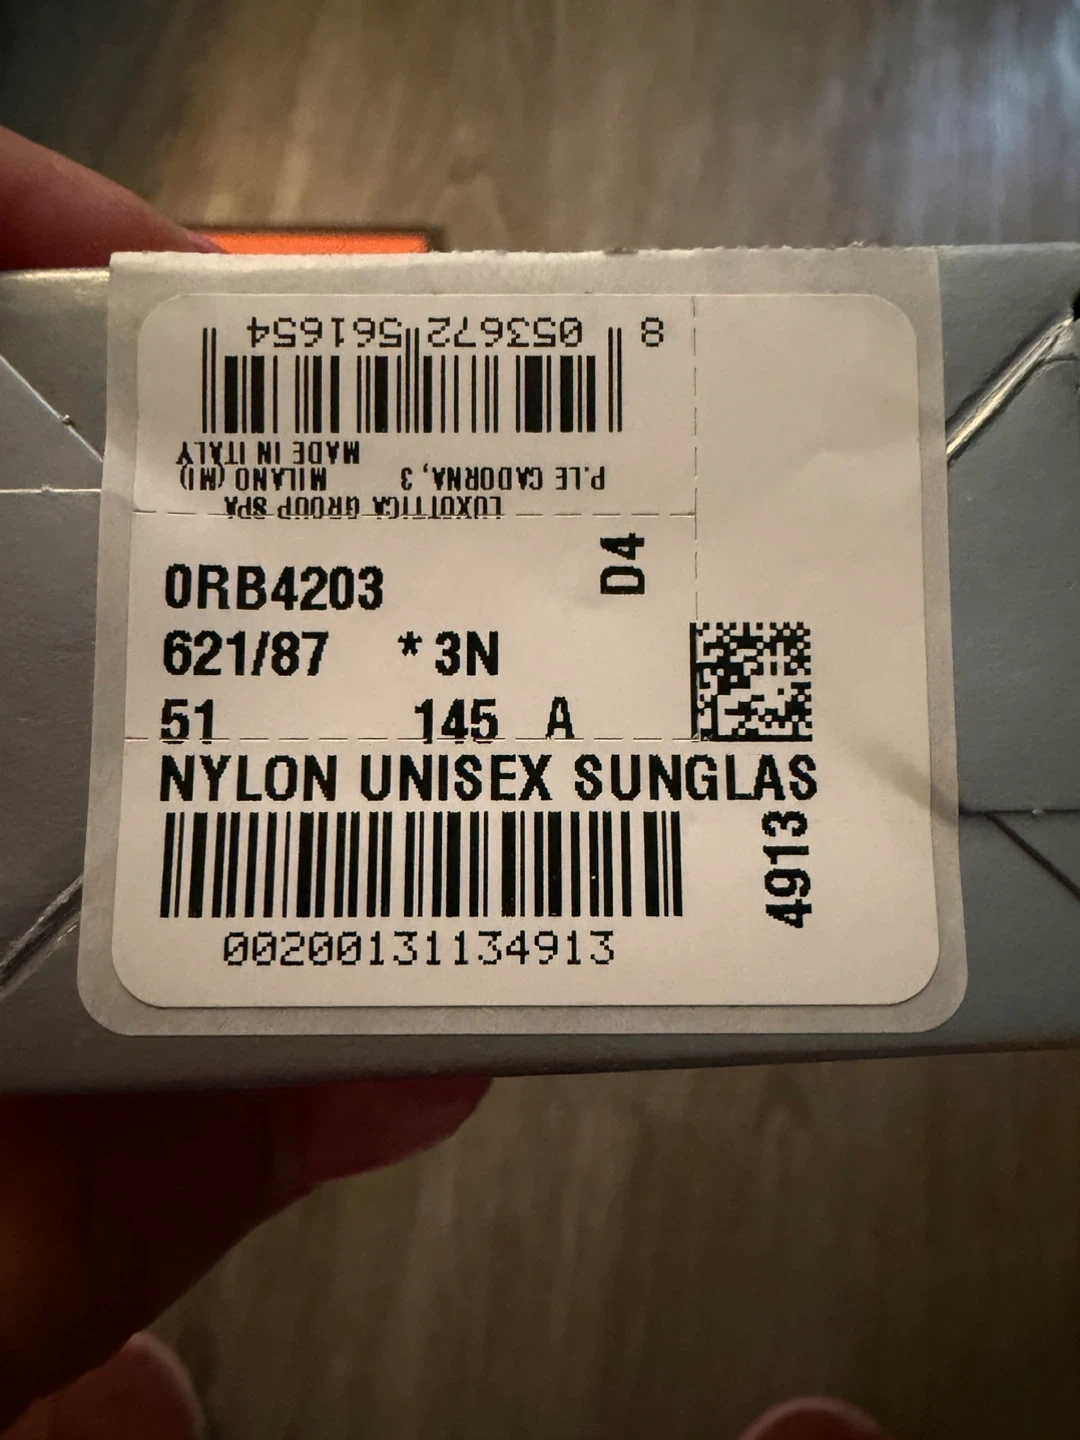 8 053672 561654
MADE IN ITALY
P.LE CADORNA, 3 MILANO (MI)
LUXOTTICA GROUP SPA
D4
0RB4203
621/87 *3N
51 145 A
NYLON UNISEX SUNGLAS
4913
00200131134913